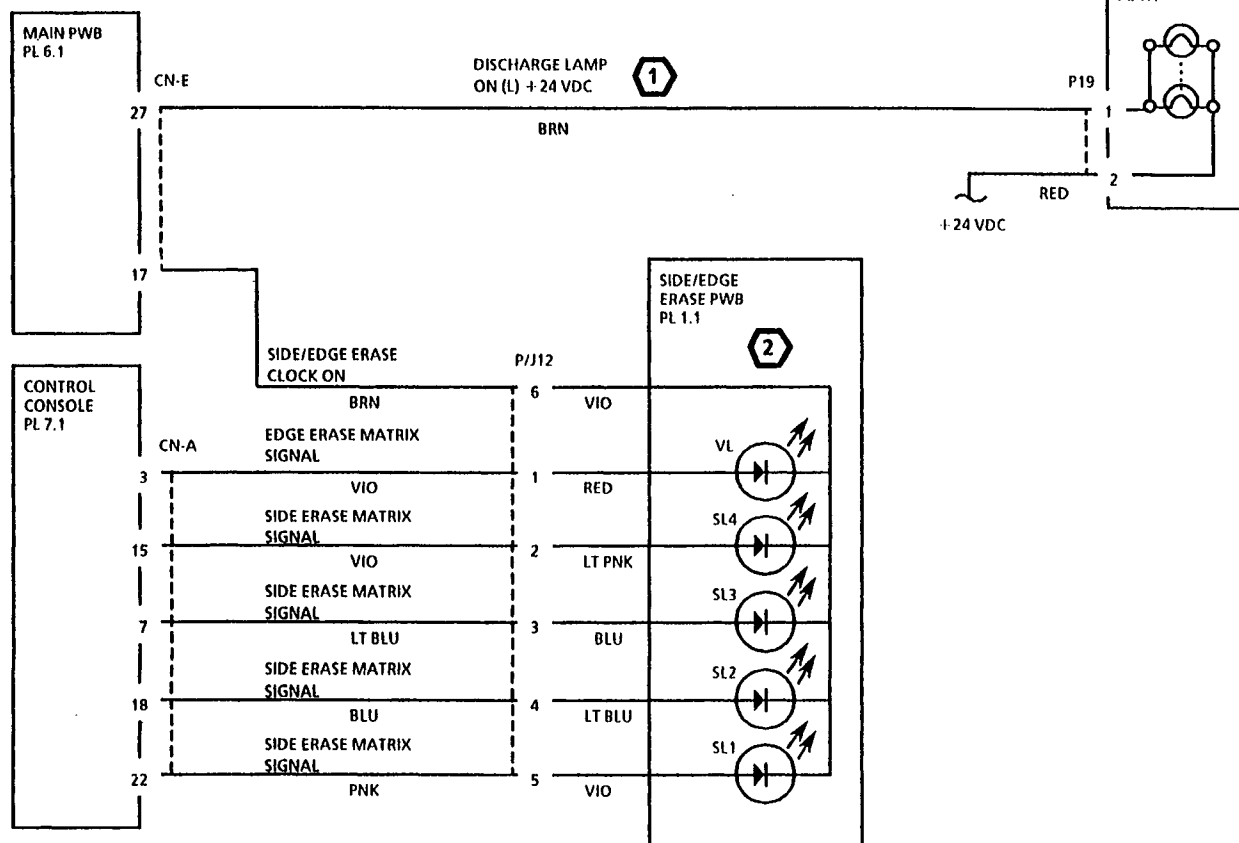 MAIN PWB
PL 6.1
CN-E
27
DISCHARGE LAMP
ON (L) + 24 VDC
1
BRN
P19
1
2
RED
+ 24 VDC
17
SIDE/EDGE
ERASE PWB
PL 1.1
2
CONTROL
CONSOLE
PL 7.1
SIDE/EDGE ERASE
CLOCK ON
BRN
P/J12
6
VIO
CN-A
EDGE ERASE MATRIX
SIGNAL
3
VIO
1
RED
VL
SIDE ERASE MATRIX
SIGNAL
15
VIO
2
LT PNK
SL4
SIDE ERASE MATRIX
SIGNAL
7
LT BLU
3
BLU
SL3
SIDE ERASE MATRIX
SIGNAL
18
BLU
4
LT BLU
SL2
SIDE ERASE MATRIX
SIGNAL
22
PNK
5
VIO
SL1